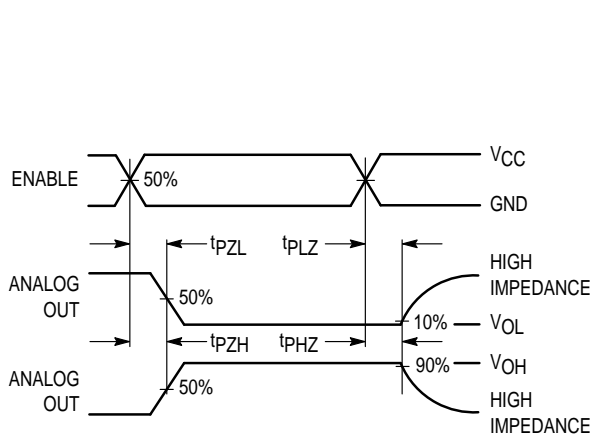 VCC
ENABLE
50%
GND
tPZL
tPLZ
HIGH
IMPEDANCE
ANALOG
OUT
50%
10%
VOL
tPZH
tPHZ
90%
VOH
ANALOG
OUT
50%
HIGH
IMPEDANCE